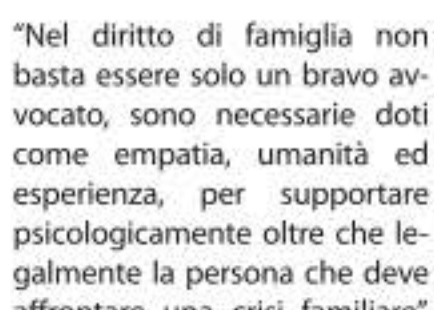 “Nel diritto di famiglia non
basta essere solo un bravo av-
vocato, sono necessarie doti
come empatia, umanità ed
esperienza, per supportare
psicologicamente oltre che le-
galmente la persona che deve
affrontare una crisi familiare”